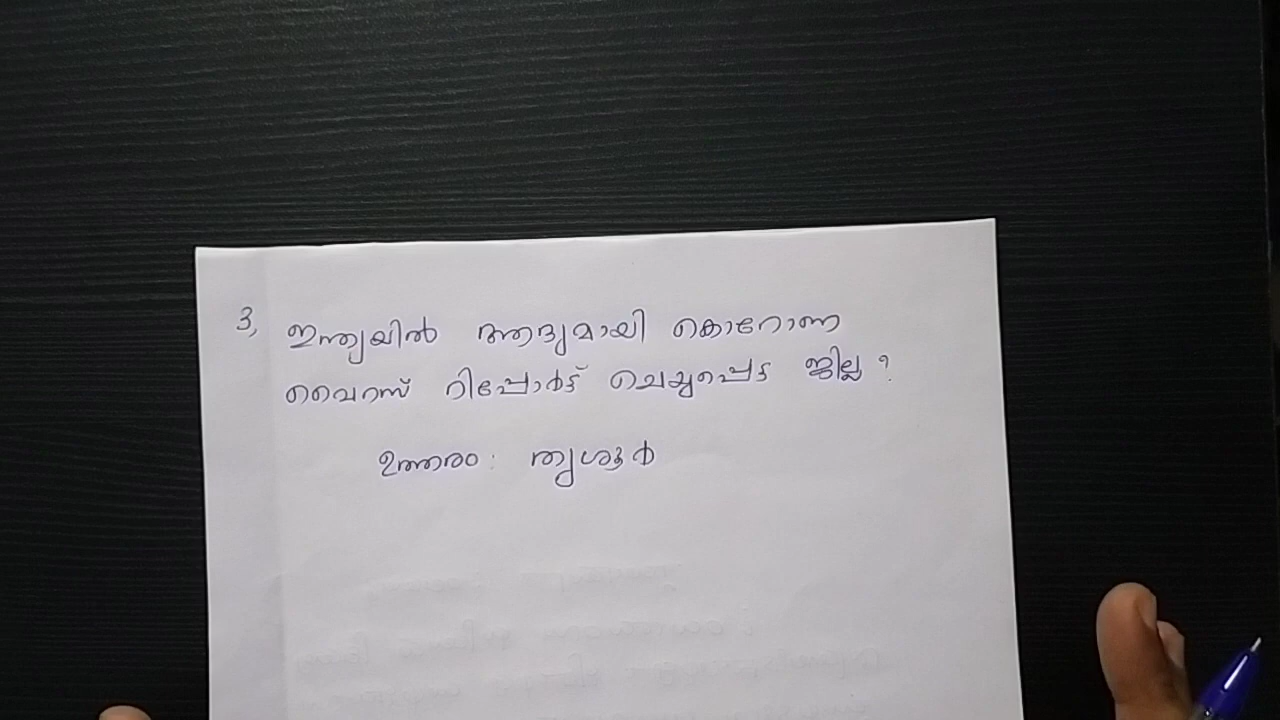 3, ഇന്ത്യയിൽ ആദ്യമായി കൊറോണ
വൈറസ് റിപ്പോർട്ട് ചെയ്യപ്പെട്ട ജില്ല ?
ഉത്തരം : തൃശൂർ